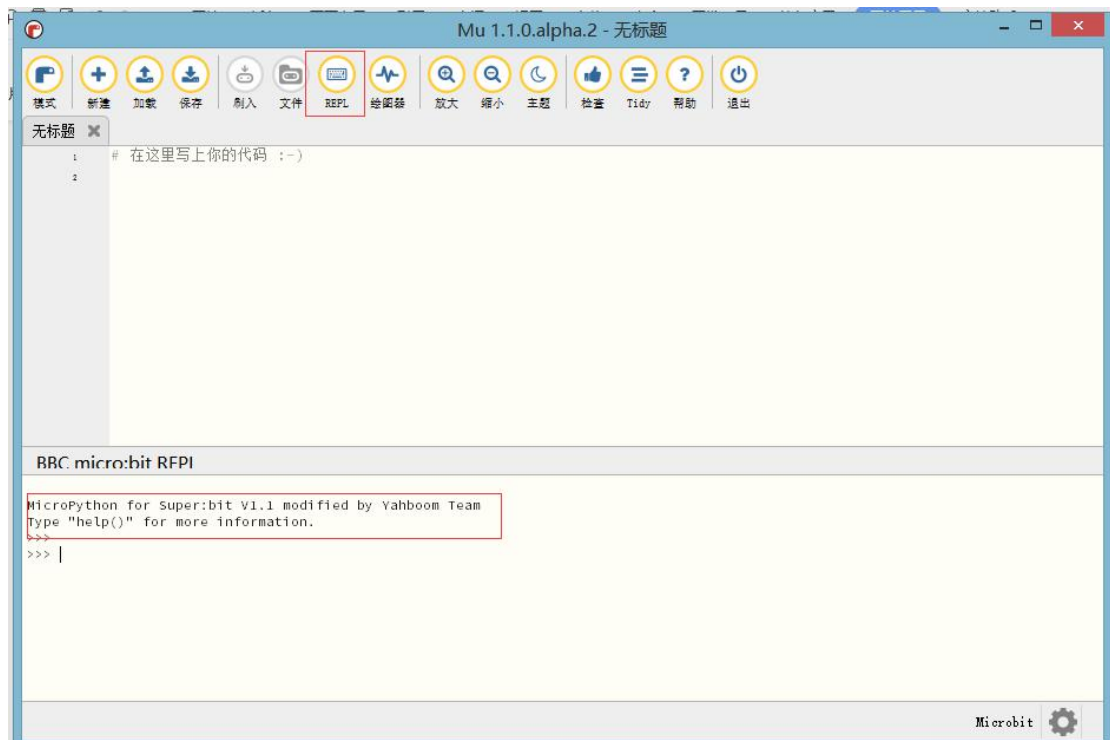 Mu 1.1.0.alpha.2 - 无标题
模式 新建 加载 保存 刷入 文件 REPL 绘图器 放大 缩小 主题 检查 Tidy 帮助 退出
无标题
1 # 在这里写上你的代码 :-)
2
BBC micro:bit REPL
MicroPython for Super:bit V1.1 modified by Yahboom Team
Type "help()" for more information.
>>>
>>>
Microbit